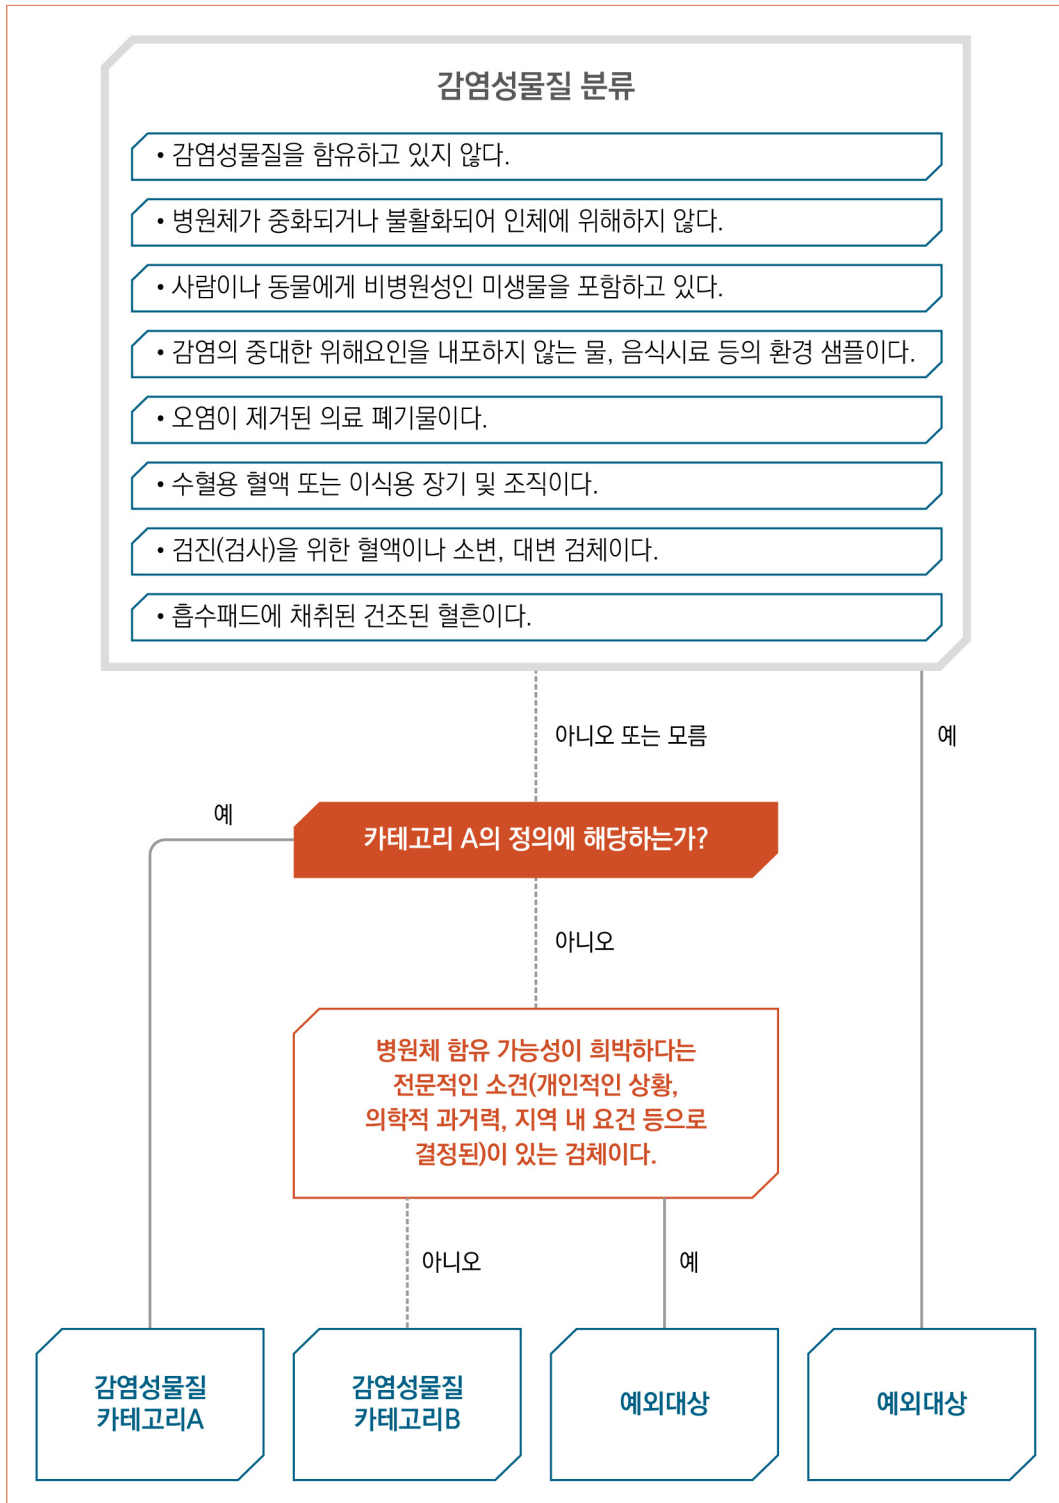 감염성물질 분류
• 감염성물질을 함유하고 있지 않다.
• 병원체가 중화되거나 불활화되어 인체에 위해하지 않다.
• 사람이나 동물에게 비병원성인 미생물을 포함하고 있다.
• 감염의 중대한 위해요인을 내포하지 않는 물, 음식시료 등의 환경 샘플이다.
• 오염이 제거된 의료 폐기물이다.
• 수혈용 혈액 또는 이식용 장기 및 조직이다.
• 검진(검사)을 위한 혈액이나 소변, 대변 검체이다.
• 흡수패드에 채취된 건조된 혈흔이다.
아니오 또는 모름
예
예
카테고리 A의 정의에 해당하는가?
아니오
병원체 함유 가능성이 희박하다는
전문적인 소견(개인적인 상황,
의학적 과거력, 지역 내 요건 등으로
결정된)이 있는 검체이다.
아니오
예
감염성물질
카테고리A
감염성물질
카테고리B
예외대상
예외대상